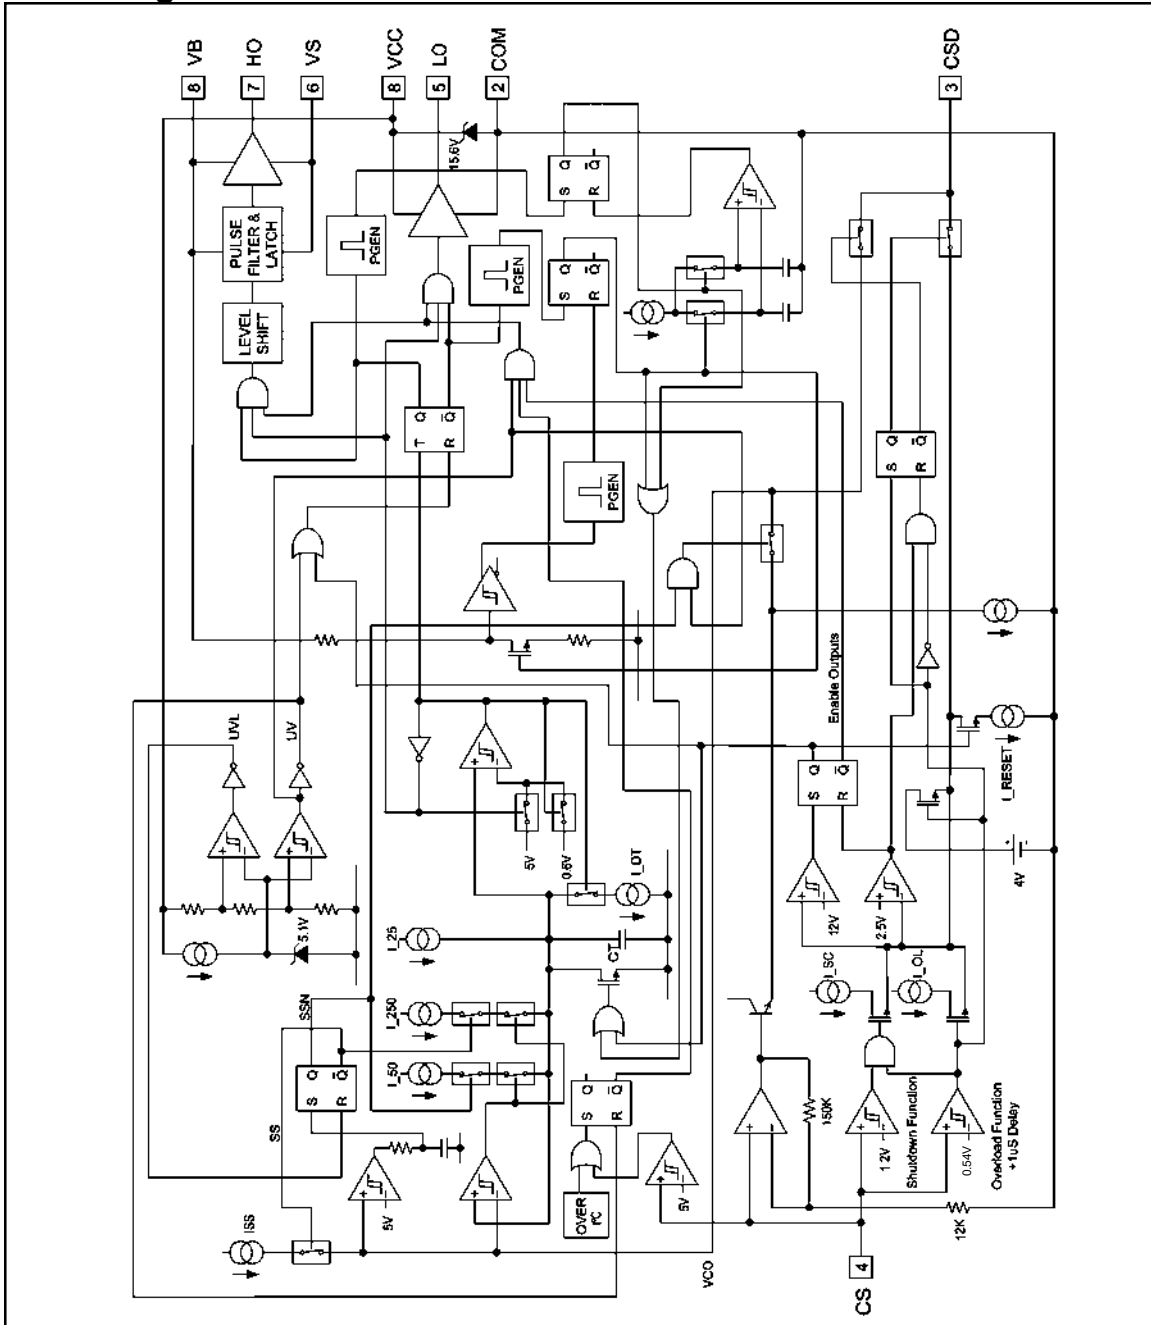 VB
HO
VS
VCC
LO
COM
CSD
8
7
6
8
5
2
3
15.6V
PULSE
FILTER &
LATCH
PGEN
LEVEL
SHIFT
PGEN
S Q
R Q
S Q
R Q
T Q
R Q
S Q
R Q
PGEN
Enable Outputs
UVL
UV
5V
0.6V
I_DT
5.1V
I_25
CT
S Q
R Q
I_RESET
4V
12V
2.5V
I_SC
I_OL
SSN
I_250
I_50
S Q
R Q
SS
S Q
R Q
150K
1.2V
Shutdown Function
0.54V
Overload Function
+1uS Delay
5V
5V
ISS
12K
VCO
CS
4